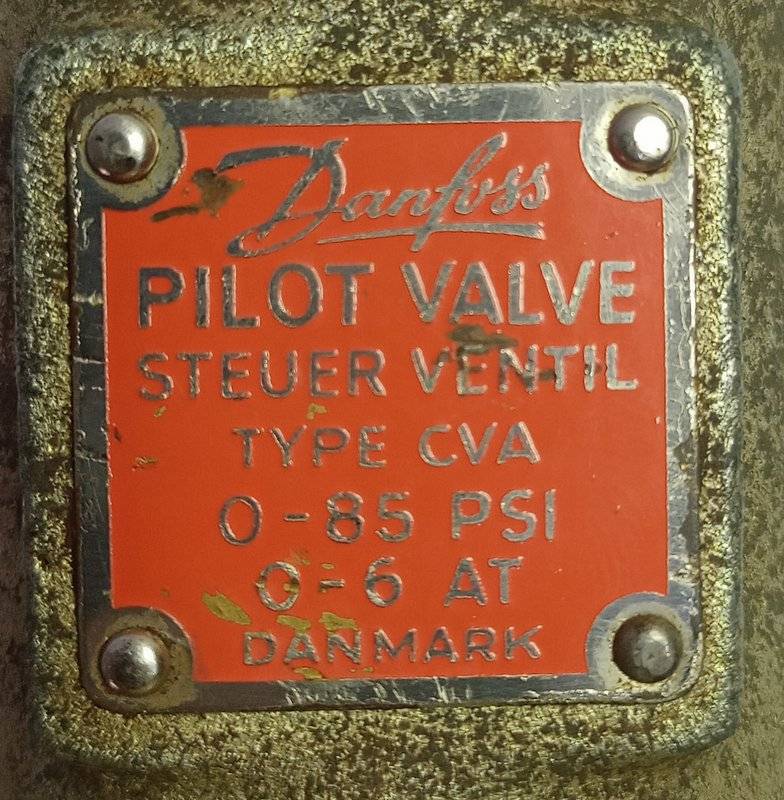 Danfoss
PILOT VALVE
STEUER VENTIL
TYPE CVA
0-85 PSI
0-6 AT
DANMARK